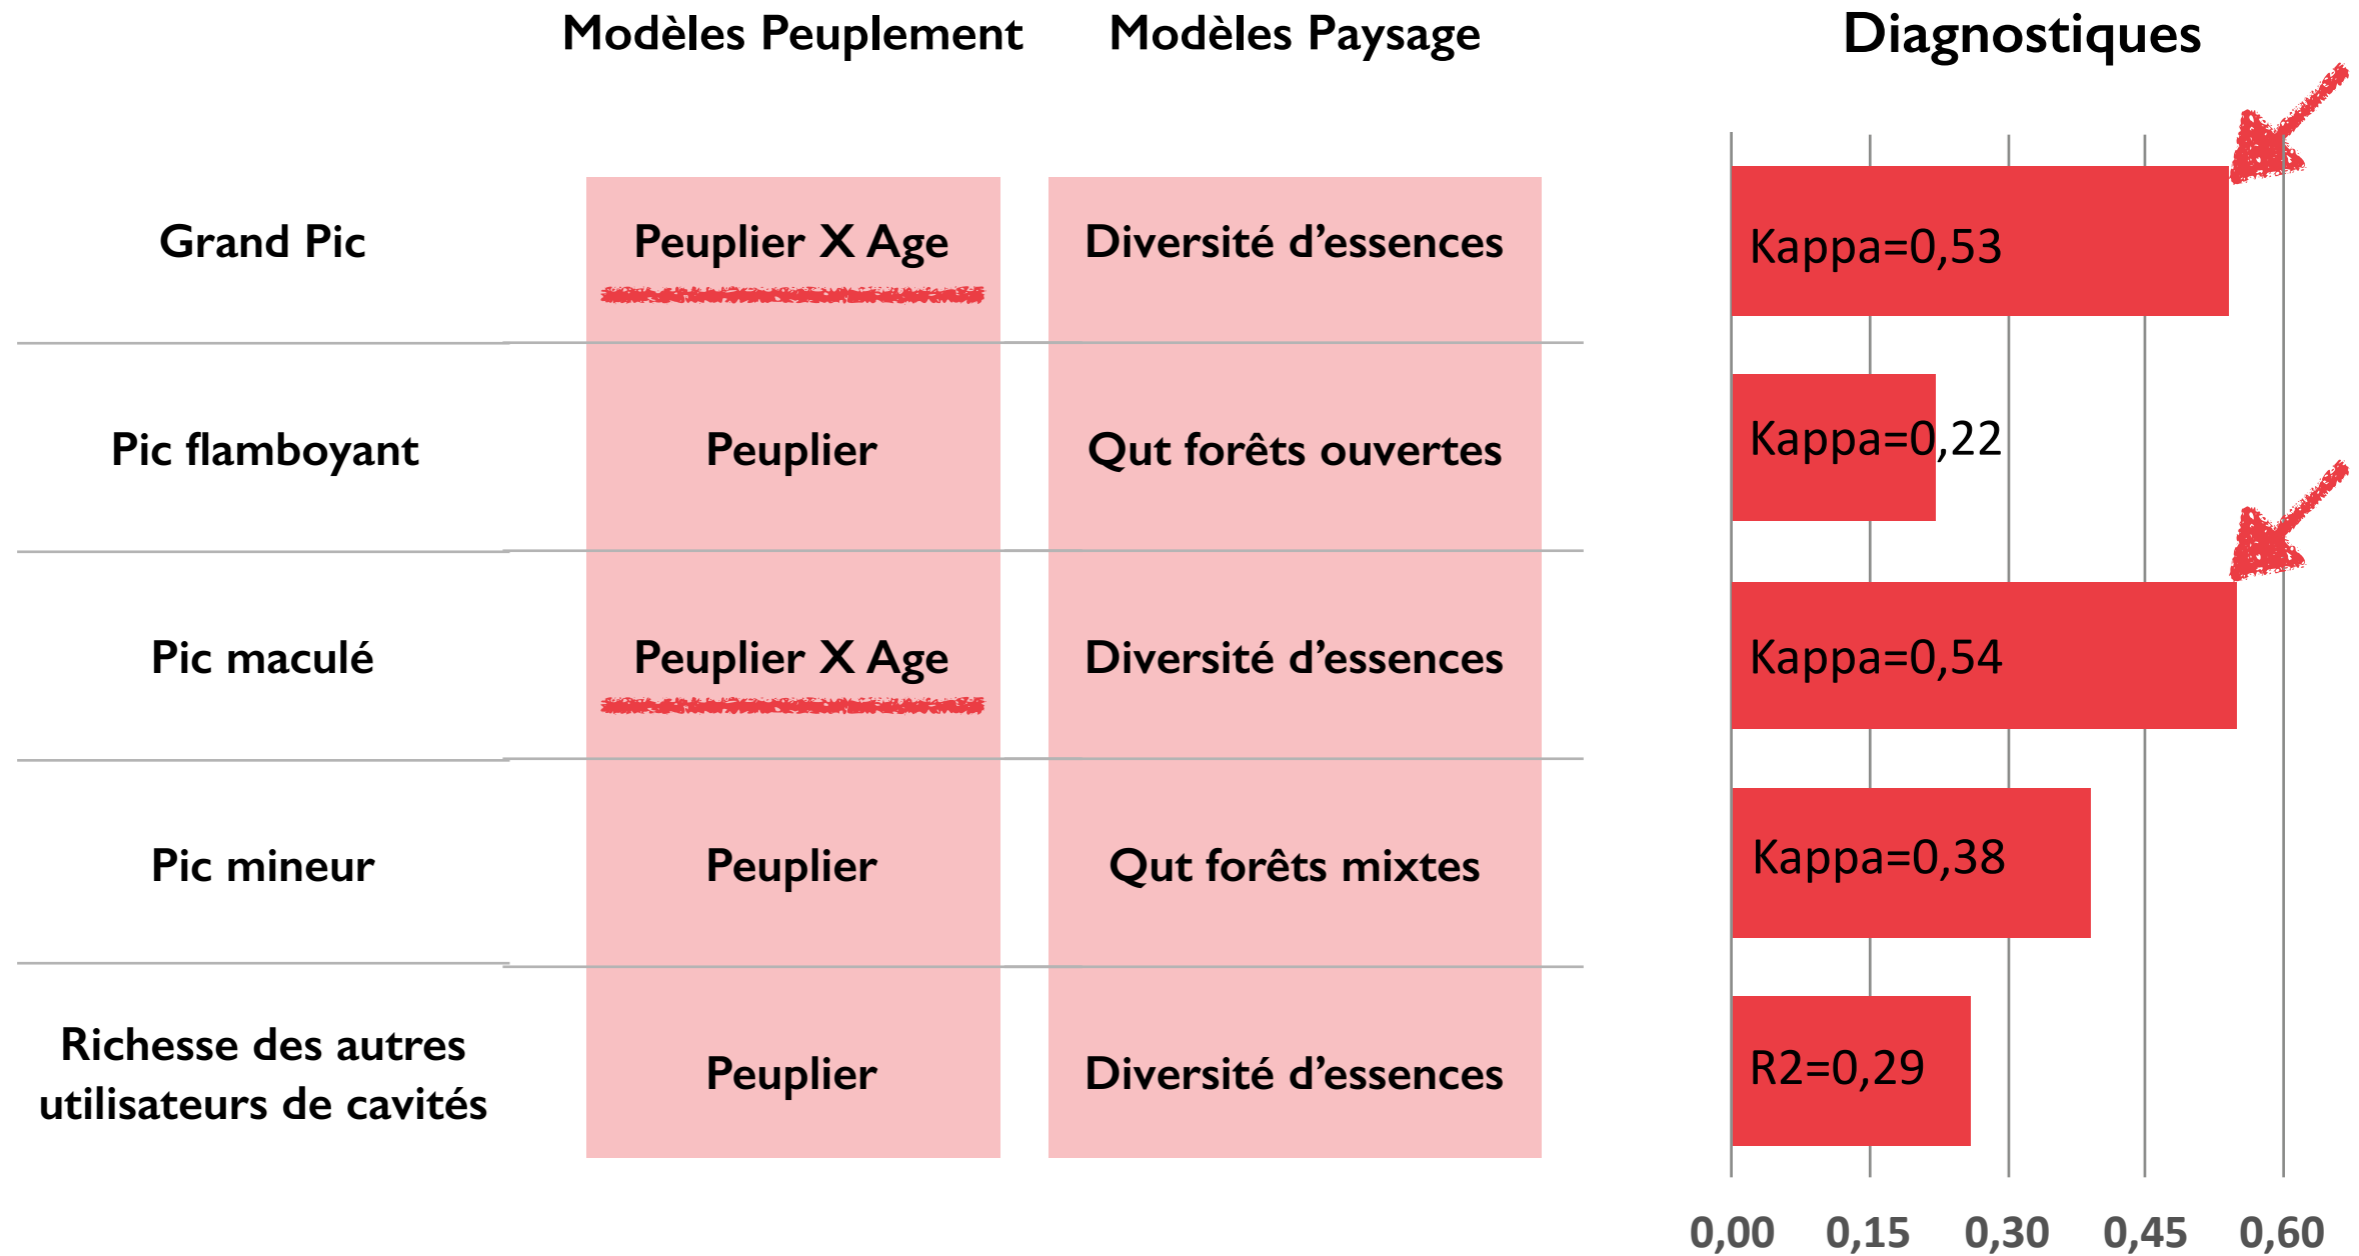 Modèles Peuplement
Modèles Paysage
Diagnostiques
Grand Pic
Peuplier X Age
Diversité d’essences
Kappa=0,53
Pic flamboyant
Peuplier
Qut forêts ouvertes
Kappa=0,22
Pic maculé
Peuplier X Age
Diversité d’essences
Kappa=0,54
Pic mineur
Peuplier
Qut forêts mixtes
Kappa=0,38
Richesse des autres
utilisateurs de cavités
Peuplier
Diversité d’essences
R2=0,29
0,00 0,15 0,30 0,45 0,60